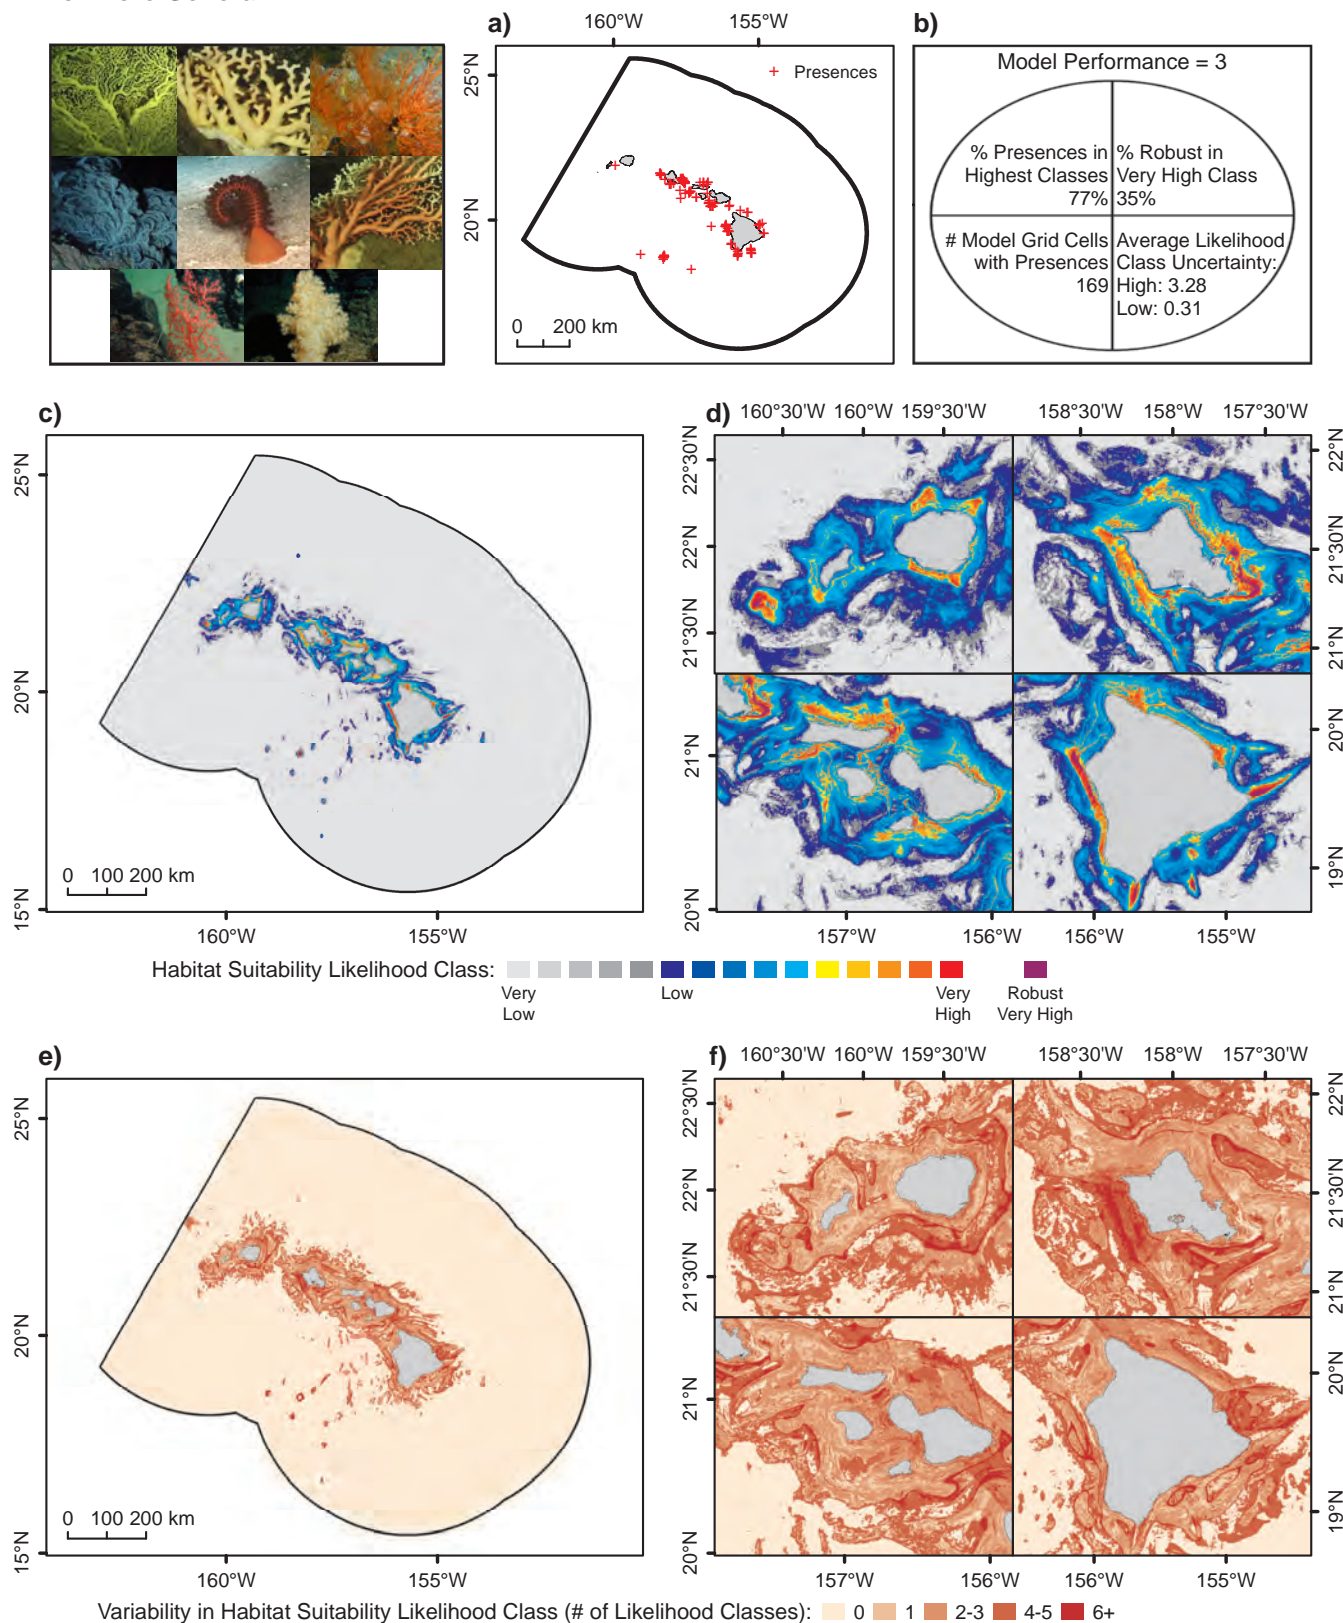 a)
160°W 155°W
25°N
20°N
+ Presences
0 200 km
b)
Model Performance = 3
% Presences in
Highest Classes
77%
% Robust in
Very High Class
35%
# Model Grid Cells
with Presences
169
Average Likelihood
Class Uncertainty:
High: 3.28
Low: 0.31
c)
25°N
20°N
15°N
0 100 200 km
160°W 155°W
d)
160°30'W 160°W 159°30'W 158°30'W 158°W 157°30'W
22°30'N
22°N
21°30'N
22°N
21°30'N
21°N
21°N
20°N
20°N
19°N
157°W 156°W 156°W 155°W
Habitat Suitability Likelihood Class:
Very
Low
Low
Very
High
Robust
Very High
e)
25°N
20°N
15°N
0 100 200 km
160°W 155°W
f)
160°30'W 160°W 159°30'W 158°30'W 158°W 157°30'W
22°30'N
22°N
21°30'N
22°N
21°30'N
21°N
21°N
20°N
20°N
19°N
157°W 156°W 156°W 155°W
Variability in Habitat Suitability Likelihood Class (# of Likelihood Classes): 0 1 2-3 4-5 6+